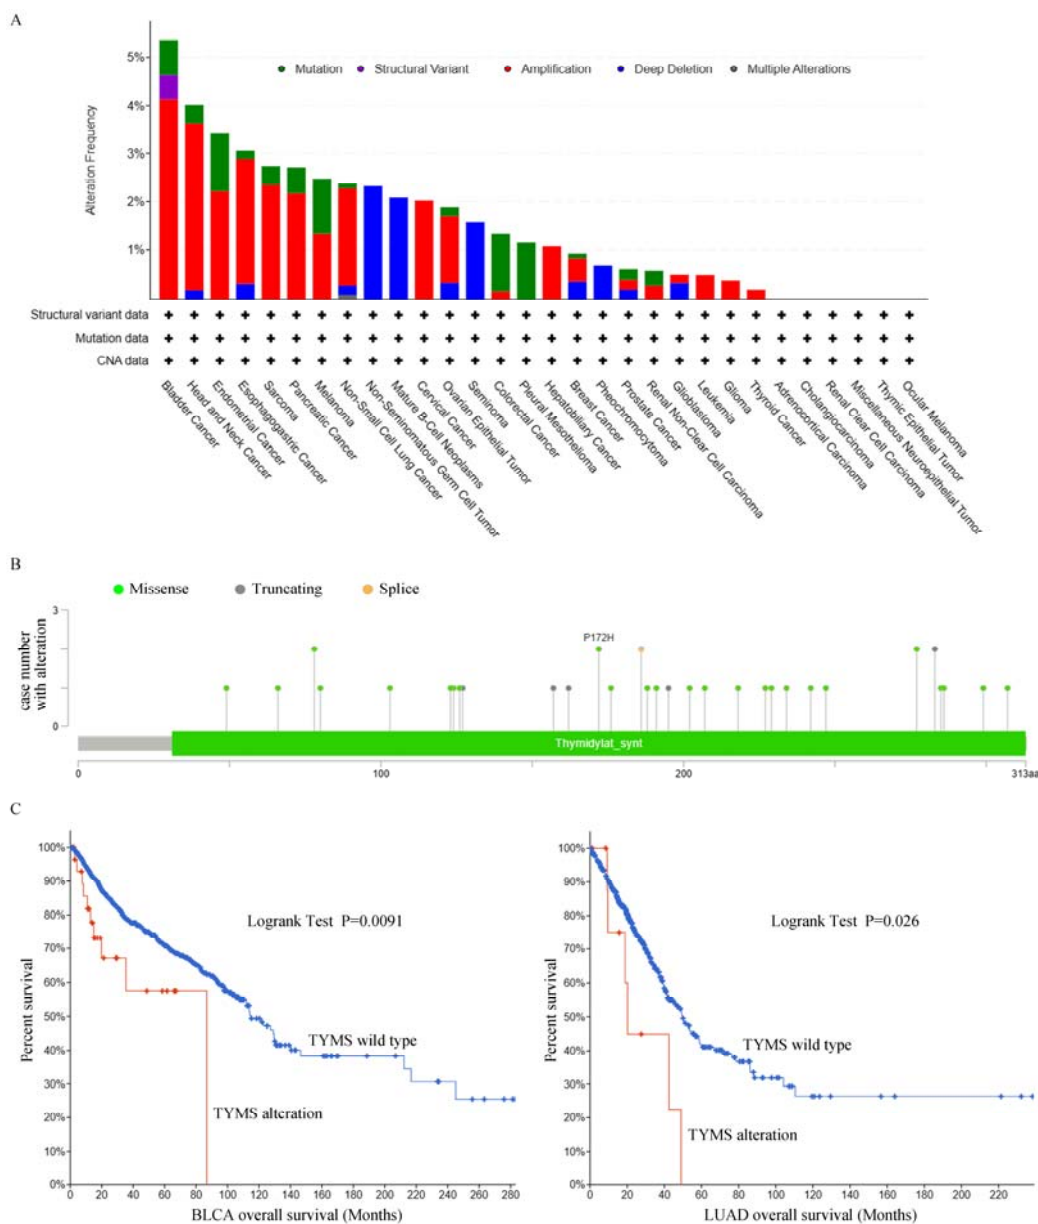 A
5%
4%
3%
2%
1%
Alteration Frequency
Mutation Structural Variant Amplification Deep Deletion Multiple Alterations
Structural variant data
Mutation data
CNA data
Bladder Cancer
Head and Neck Cancer
Endometrial Cancer
Esophagogastric Cancer
Sarcoma
Pancreatic Cancer
Melanoma
Non-Small Cell Lung Cancer
Non-Seminomatous Germ Cell Tumor
Mature B-Cell Neoplasms
Cervical Cancer
Ovarian Epithelial Tumor
Seminoma
Colorectal Cancer
Pleural Mesothelioma
Hepatobiliary Cancer
Breast Cancer
Pheochromocytoma
Prostate Cancer
Renal Non-Clear Cell Carcinoma
Glioblastoma
Leukemia
Glioma
Thyroid Cancer
Adrenocortical Carcinoma
Cholangiocarcinoma
Renal Clear Cell Carcinoma
Miscellaneous Neuroepithelial Tumor
Thymic Epithelial Tumor
Ocular Melanoma
B
Missense Truncating Splice
3
0
case number
with alteration
P172H
Thymidylat_synt
0 100 200 313aa
C
100%
90%
80%
70%
60%
50%
40%
30%
20%
10%
0%
Percent survival
Logrank Test P=0.0091
TYMS wild type
TYMS alteration
0 20 40 60 80 100 120 140 160 180 200 220 240 260 280
BLCA overall survival (Months)
100%
90%
80%
70%
60%
50%
40%
30%
20%
10%
0%
Percent survival
Logrank Test P=0.026
TYMS wild type
TYMS alteration
0 20 40 60 80 100 120 140 160 180 200 220
LUAD overall survival (Months)